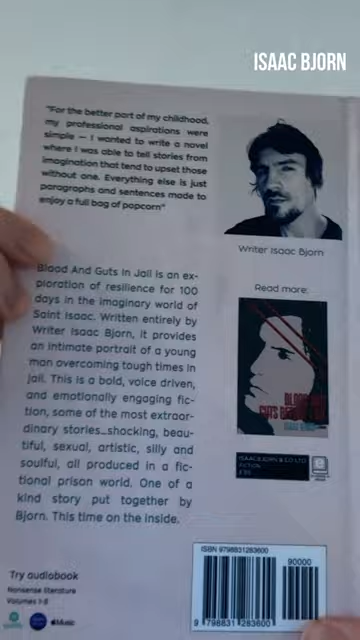 ISAAC BJORN
"For the better part of my childhood,
my professional aspirations were
simple — I wanted to write a novel
where I was able to tell stories from
imagination that tend to upset those
without one. Everything else is just
paragraphs and sentences made to
enjoy a full bag of popcorn"
Writer Isaac Bjorn
Blood And Guts In Jail is an ex-
ploration of resilience for 100
days in the imaginary world of
Saint Isaac. Written entirely by
Writer Isaac Bjorn, it provides
an intimate portrait of a young
man overcoming tough times in
jail. This is a bold, voice driven,
and emotionally engaging fic-
tion, some of the most extraor-
dinary stories...shocking, beau-
tiful, sexual, artistic, silly and
soulful, all produced in a fic-
tional prison world. One of a
kind story put together by
Bjorn. This time on the inside.
Read more:
ISAAC BJORN & CO LTD
FICTION
Try audiobook
Nonsense literature
Volumes 1-8
Music
ISBN 9798831283600
90000
9 798831 283600